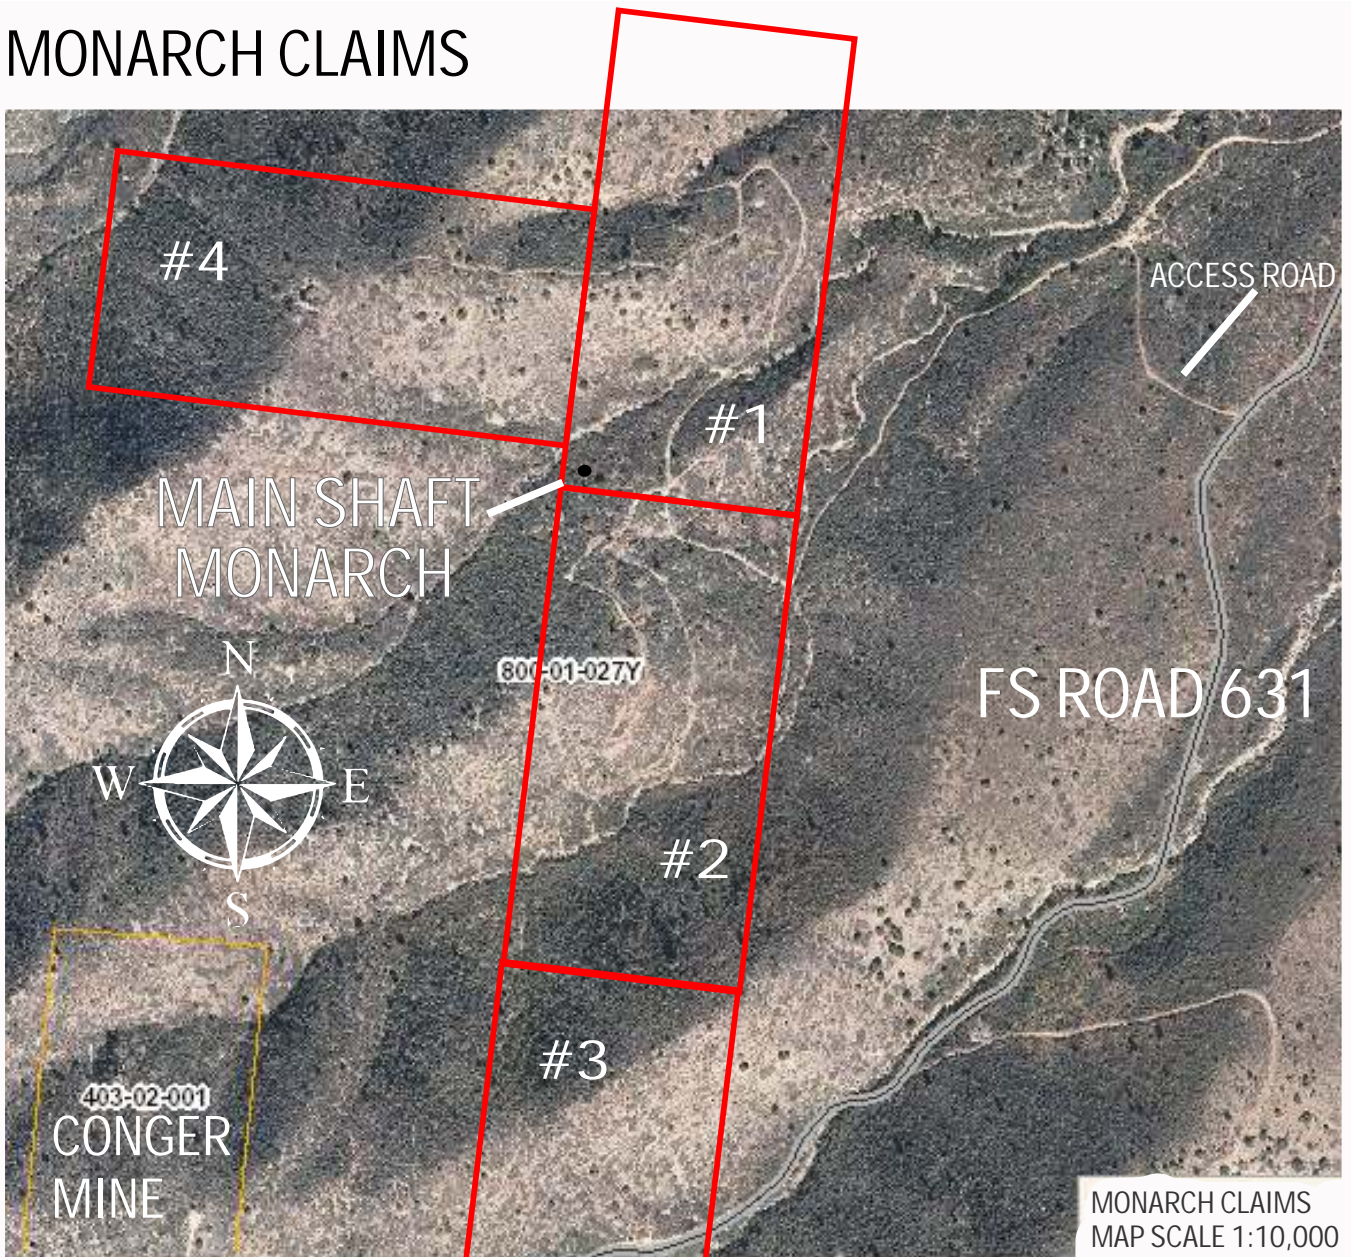 MONARCH CLAIMS
#4
ACCESS ROAD
#1
MAIN SHAFT
MONARCH
N
800-01-027Y
FS ROAD 631
W
E
#2
S
#3
403-02-001
CONGER
MINE
MONARCH CLAIMS
MAP SCALE 1:10,000